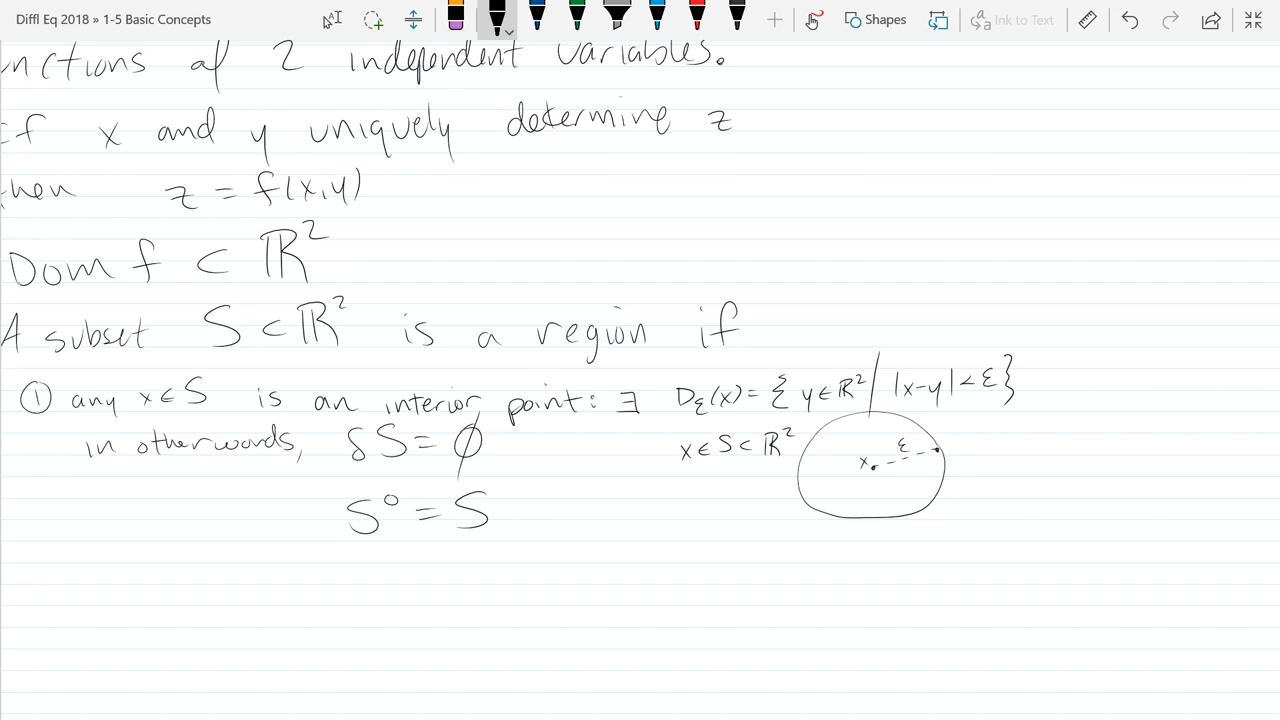 Diffl Eq 2018 » 1-5 Basic Concepts
Shapes
Ink to Text
nctions of 2 independent variables.
if x and y uniquely determine z
hen z = f(x,y)
Dom f ⊂ ℝ²
A subset S ⊂ ℝ² is a region if
① any x ∈ S is an interior point: ∃ D_ε(x) = { y ∈ ℝ² / |x-y| < ε }
in otherwords, δS = ∅
x ∈ S ⊂ ℝ²
x ε
S° = S